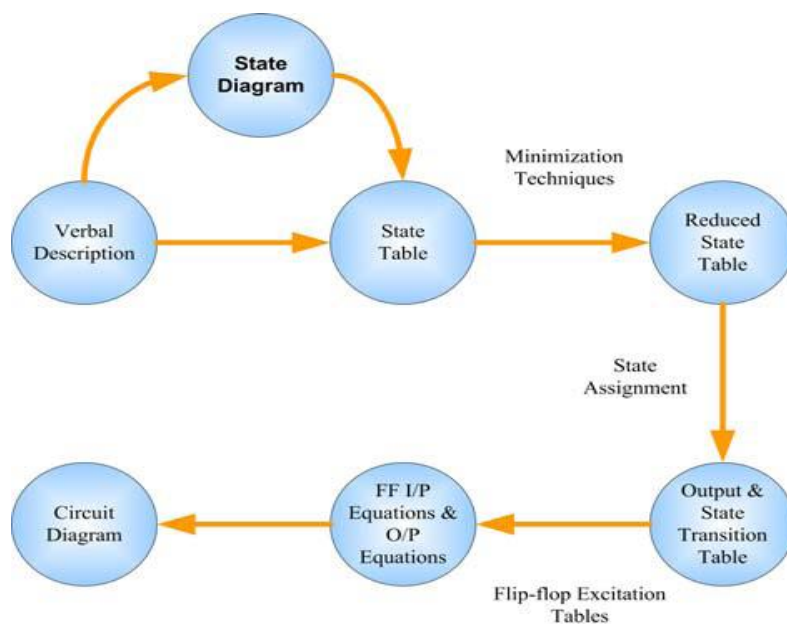 State
Diagram
Minimization
Techniques
Verbal
Description
State
Table
Reduced
State
Table
State
Assignment
Circuit
Diagram
FF I/P
Equations &
O/P
Equations
Output &
State
Transition
Table
Flip-flop Excitation
Tables